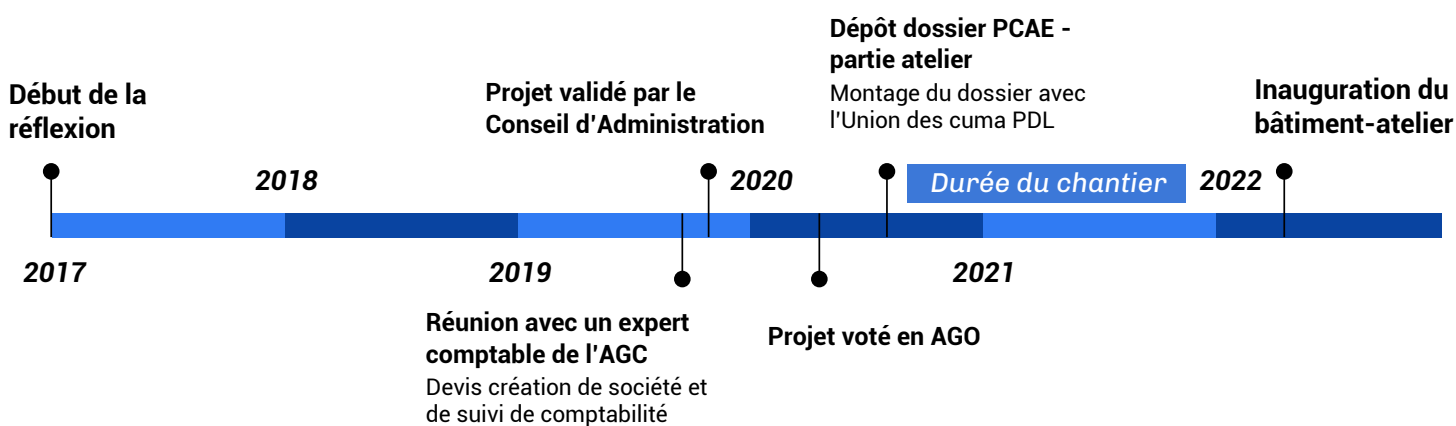 Début de la
réflexion
Projet validé par le
Conseil d'Administration
Dépôt dossier PCAE -
partie atelier
Montage du dossier avec
l'Union des cuma PDL
Inauguration du
bâtiment-atelier
2018
2020
Durée du chantier
2022
2017
2019
2021
Réunion avec un expert
comptable de l'AGC
Devis création de société et
de suivi de comptabilité
Projet voté en AGO